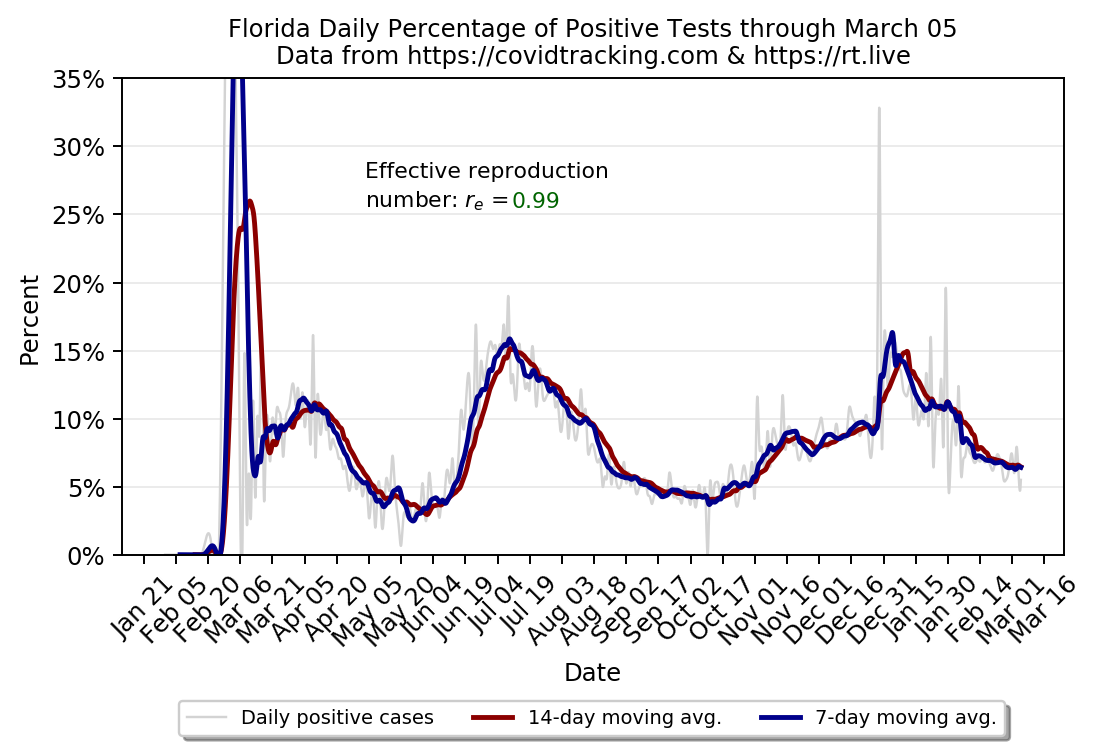 Florida Daily Percentage of Positive Tests through March 05
Data from https://covidtracking.com & https://rt.live
35%
30%
25%
20%
15%
10%
5%
0%
Percent
Effective reproduction
number: rₑ = 0.99
Jan 21
Feb 05
Feb 20
Mar 06
Mar 21
Apr 05
Apr 20
May 05
May 20
Jun 04
Jun 19
Jul 04
Jul 19
Aug 03
Aug 18
Sep 02
Sep 17
Oct 02
Oct 17
Nov 01
Nov 16
Dec 01
Dec 16
Dec 31
Jan 15
Jan 30
Feb 14
Mar 01
Mar 16
Date
Daily positive cases
14-day moving avg.
7-day moving avg.